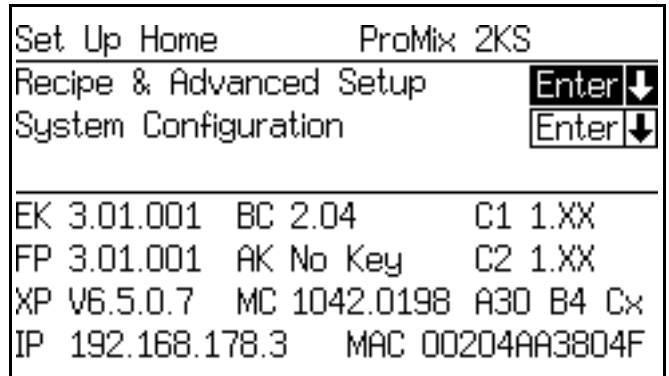 Set Up Home ProMix 2KS
Recipe & Advanced Setup Enter
System Configuration Enter
EK 3.01.001 BC 2.04 C1 1.XX
FP 3.01.001 AK No Key C2 1.XX
XP V6.5.0.7 MC 1042.0198 A30 B4 Cx
IP 192.168.178.3 MAC 00204AA3804F